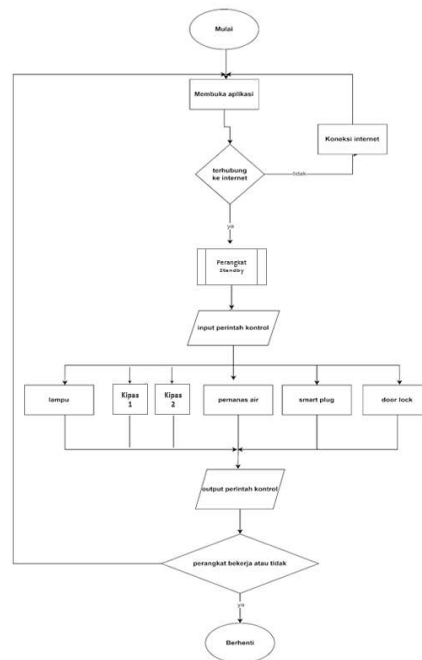 Mulai
Membuka aplikasi
Koneksi internet
terhubung
ke internet
tidak
ya
Perangkat
Standby
input perintah kontrol
lampu
Kipas
1
Kipas
2
pemanas air
smart plug
door lock
output perintah kontrol
perangkat bekerja atau tidak
ya
Berhenti